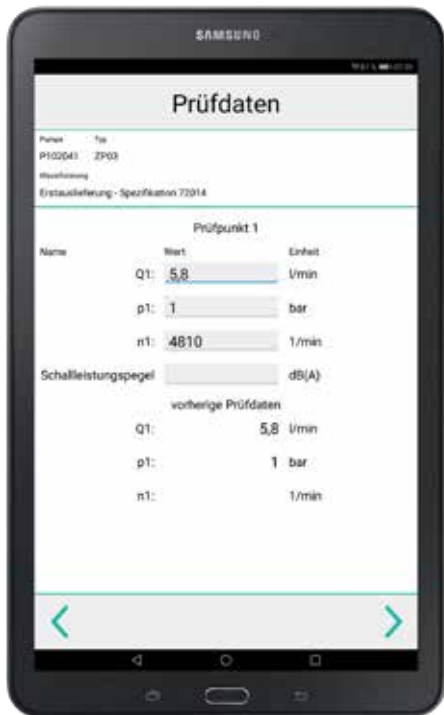 SAMSUNG
Prüfdaten
Pumpe Typ
P102041 ZP03
Erstauslieferung - Spezifikation 72014
Prüfpunkt 1
Name Wert Einheit
Q1: 5,8 l/min
p1: 1 bar
n1: 4810 1/min
Schallleistungspegel dB(A)
vorherige Prüfdaten
Q1: 5,8 l/min
p1: 1 bar
n1: 1/min